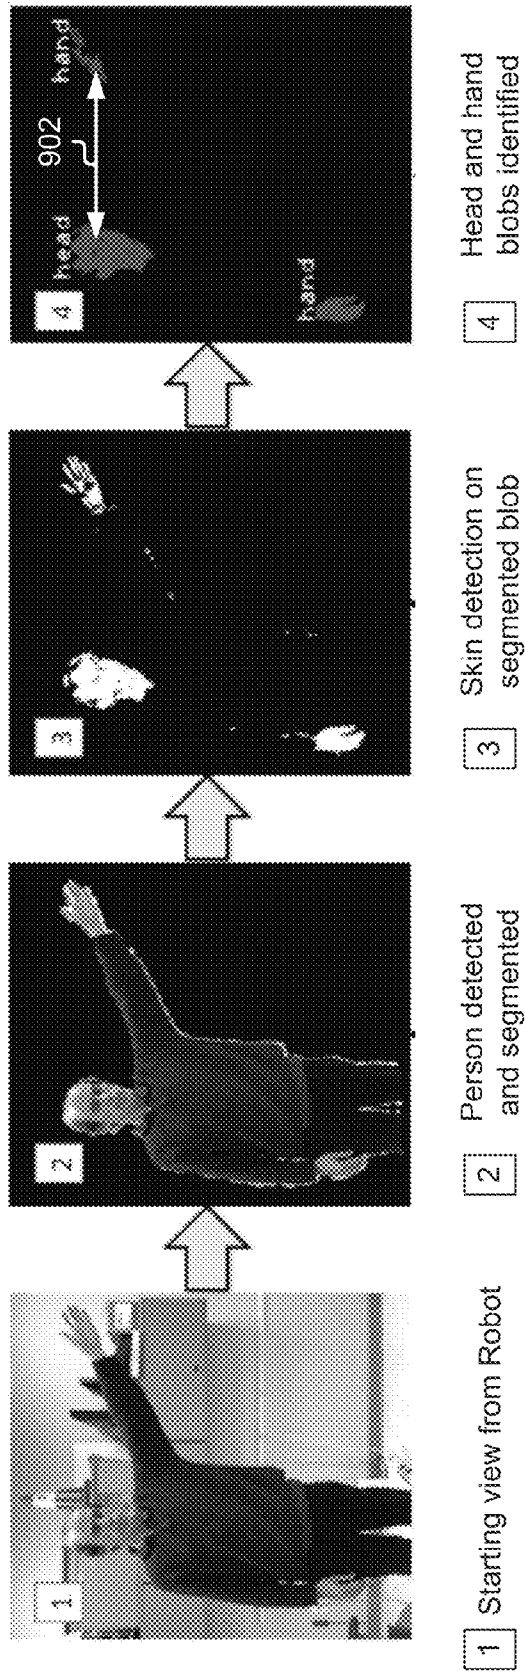 1
2
3
4
head
hand
hand
902
1 Starting view from Robot
2 Person detected
and segmented
3 Skin detection on
segmented blob
4 Head and hand
blobs identified